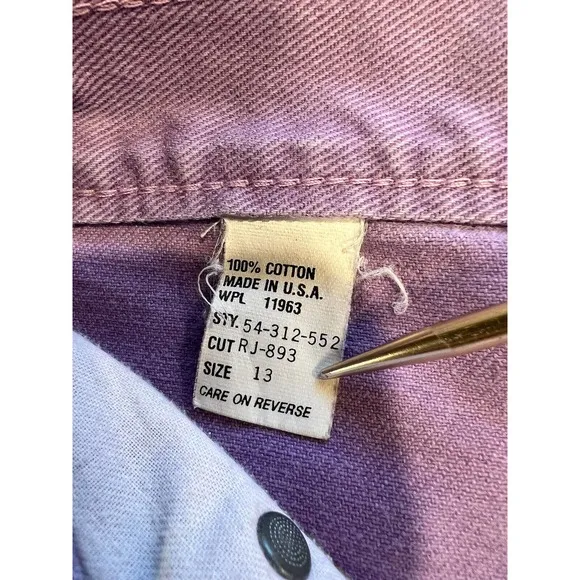 100% COTTON
MADE IN U.S.A.
WPL 11963
STY. 54-312-552
CUT RJ-893
SIZE 13
CARE ON REVERSE